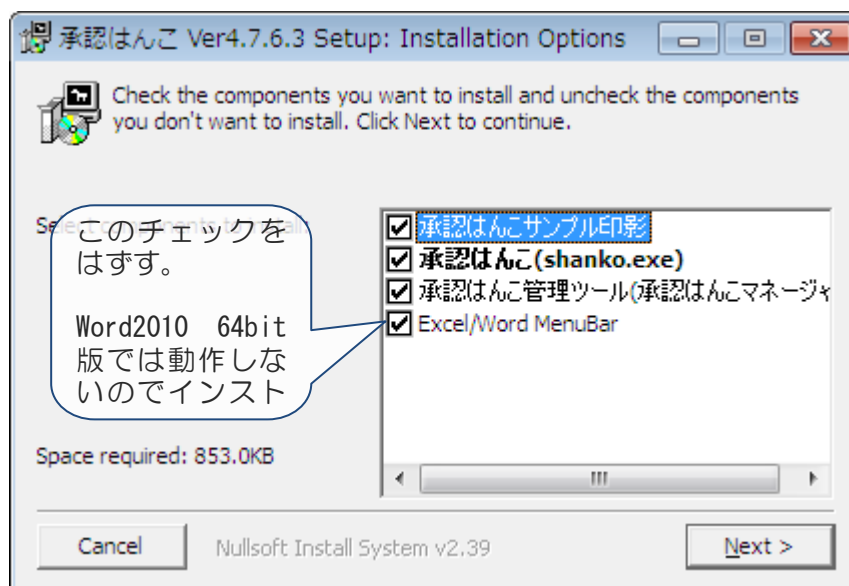 承認はんこ Ver4.7.6.3 Setup: Installation Options
Check the components you want to install and uncheck the components
you don't want to install. Click Next to continue.
Select components to install:
このチェックを
はずす。
Word2010 64bit
版では動作しな
いのでインスト
承認はんこサンプル印影
承認はんこ(shanko.exe)
承認はんこ管理ツール(承認はんこマネージャ
Excel/Word MenuBar
Space required: 853.0KB
Cancel
Nullsoft Install System v2.39
Next >